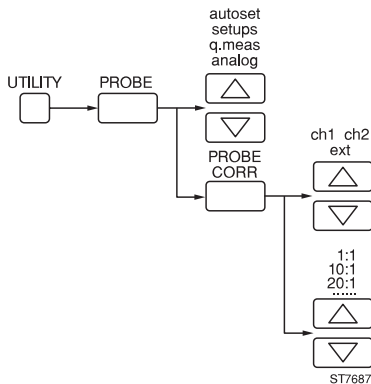 autoset
setups
q.meas
analog
UTILITY
PROBE
PROBE
CORR
ch1 ch2
ext
1:1
10:1
20:1
......
ST7687